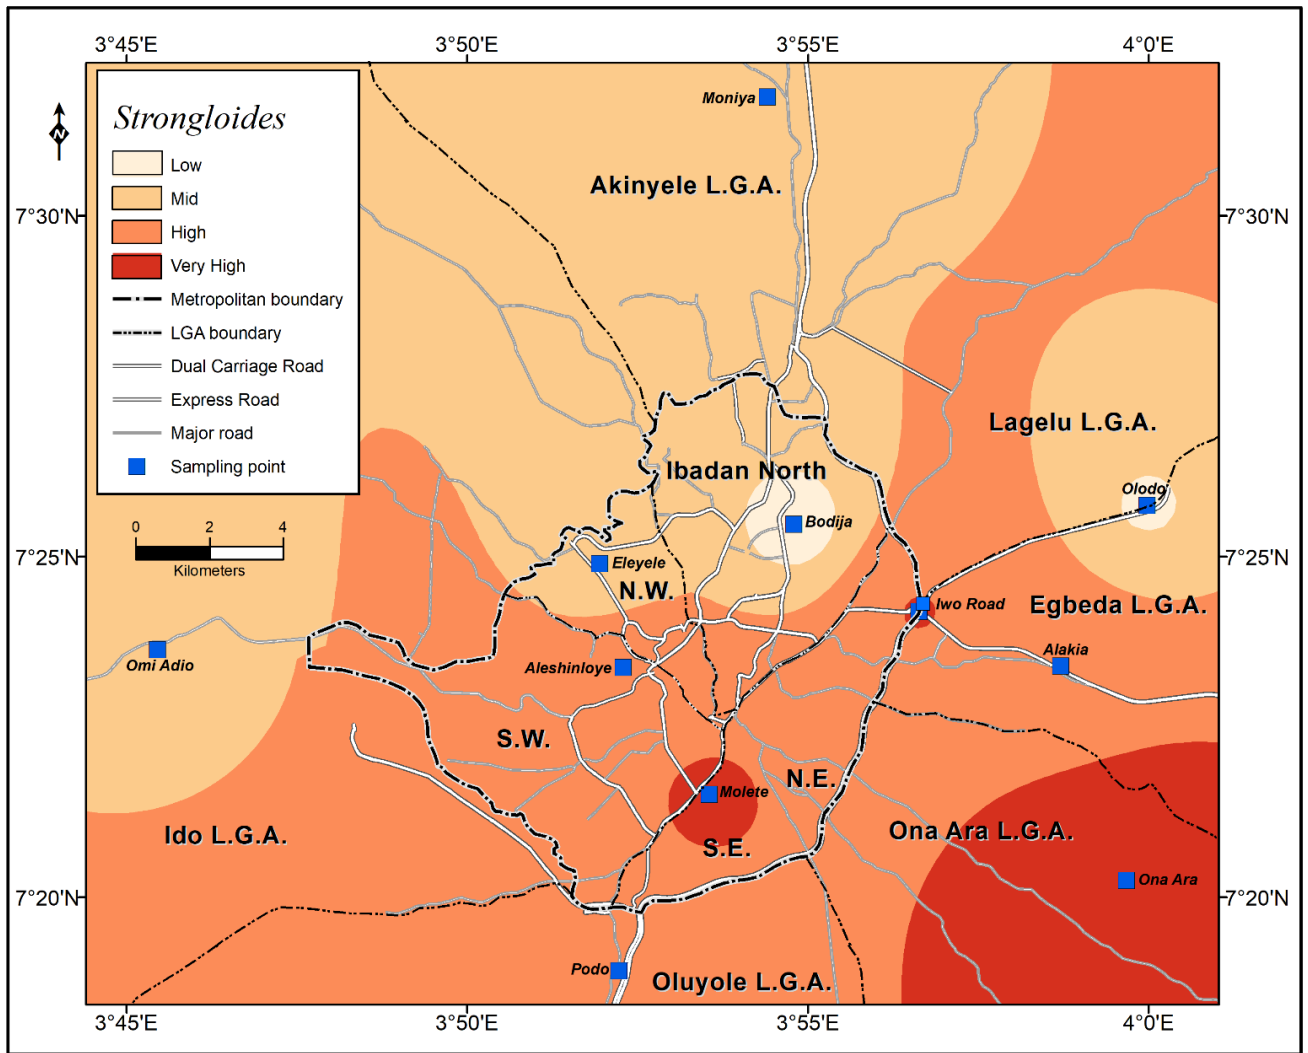 3°45'E 3°50'E 3°55'E 4°0'E
Strongloides
Low
Mid
High
Very High
Metropolitan boundary
LGA boundary
Dual Carriage Road
Express Road
Major road
Sampling point
N
0 2 4
Kilometers
7°30'N 7°30'N
7°25'N 7°25'N
7°20'N 7°20'N
Moniya
Akinyele L.G.A.
Lagelu L.G.A.
Ibadan North
Olodo
Bodija
Eleyele
N.W.
Iwo Road
Egbeda L.G.A.
Omi Adio
Aleshinloye
Alakia
S.W.
N.E.
Molete
Ido L.G.A.
S.E.
Ona Ara L.G.A.
Ona Ara
Podo
Oluyole L.G.A.
3°45'E 3°50'E 3°55'E 4°0'E